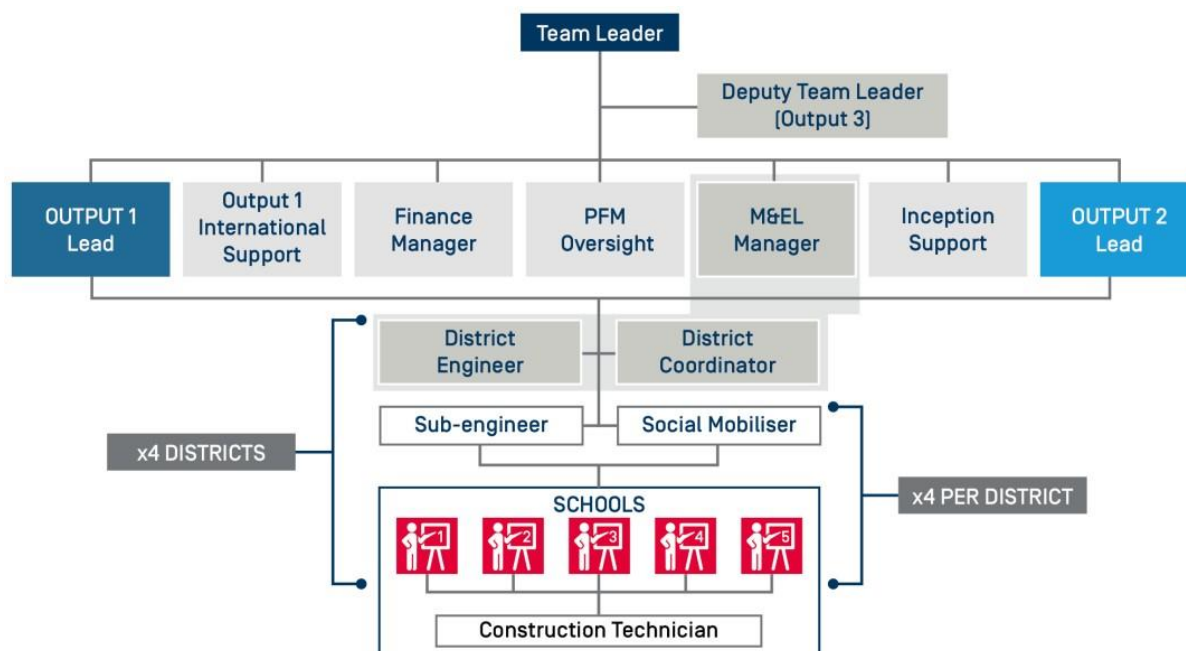 Team Leader
Deputy Team Leader
(Output 3)
OUTPUT 1
Lead
Output 1
International
Support
Finance
Manager
PFM
Oversight
M&EL
Manager
Inception
Support
OUTPUT 2
Lead
District
Engineer
District
Coordinator
Sub-engineer
Social Mobiliser
x4 DISTRICTS
x4 PER DISTRICT
SCHOOLS
1
2
3
4
5
Construction Technician